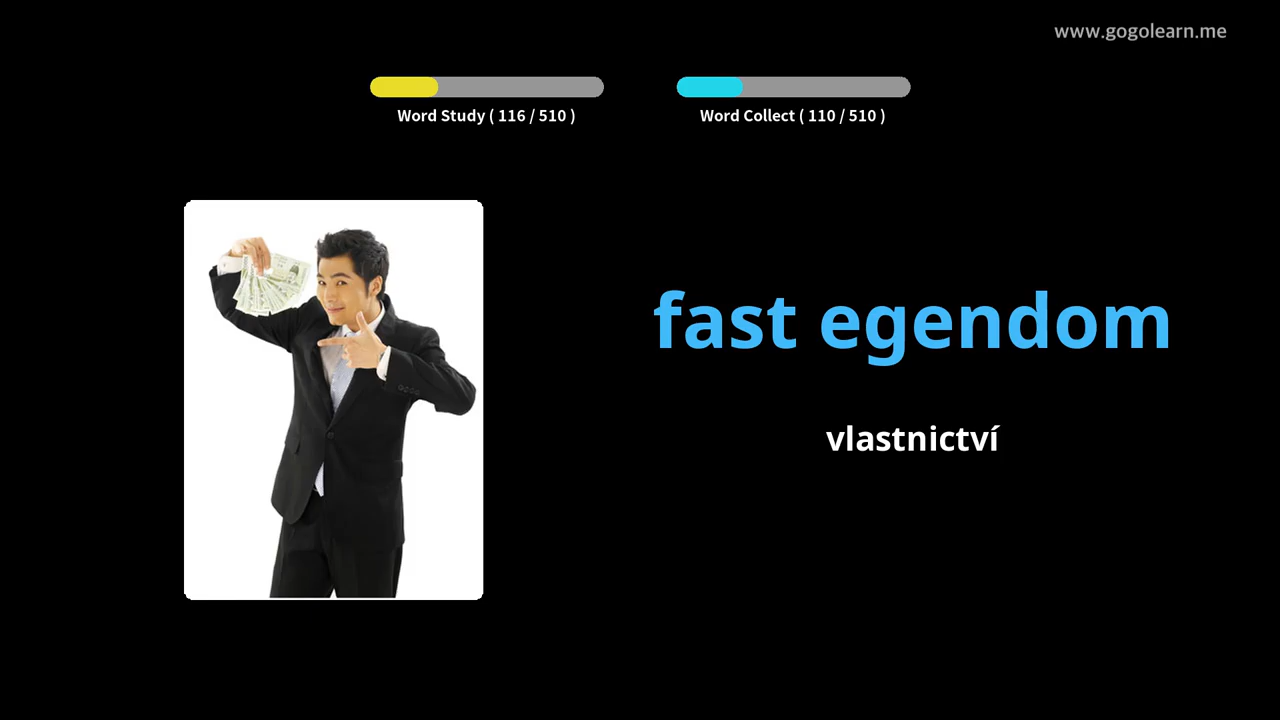 www.gogolearn.me
Word Study ( 116 / 510 )
Word Collect ( 110 / 510 )
fast egendom
vlastnictví